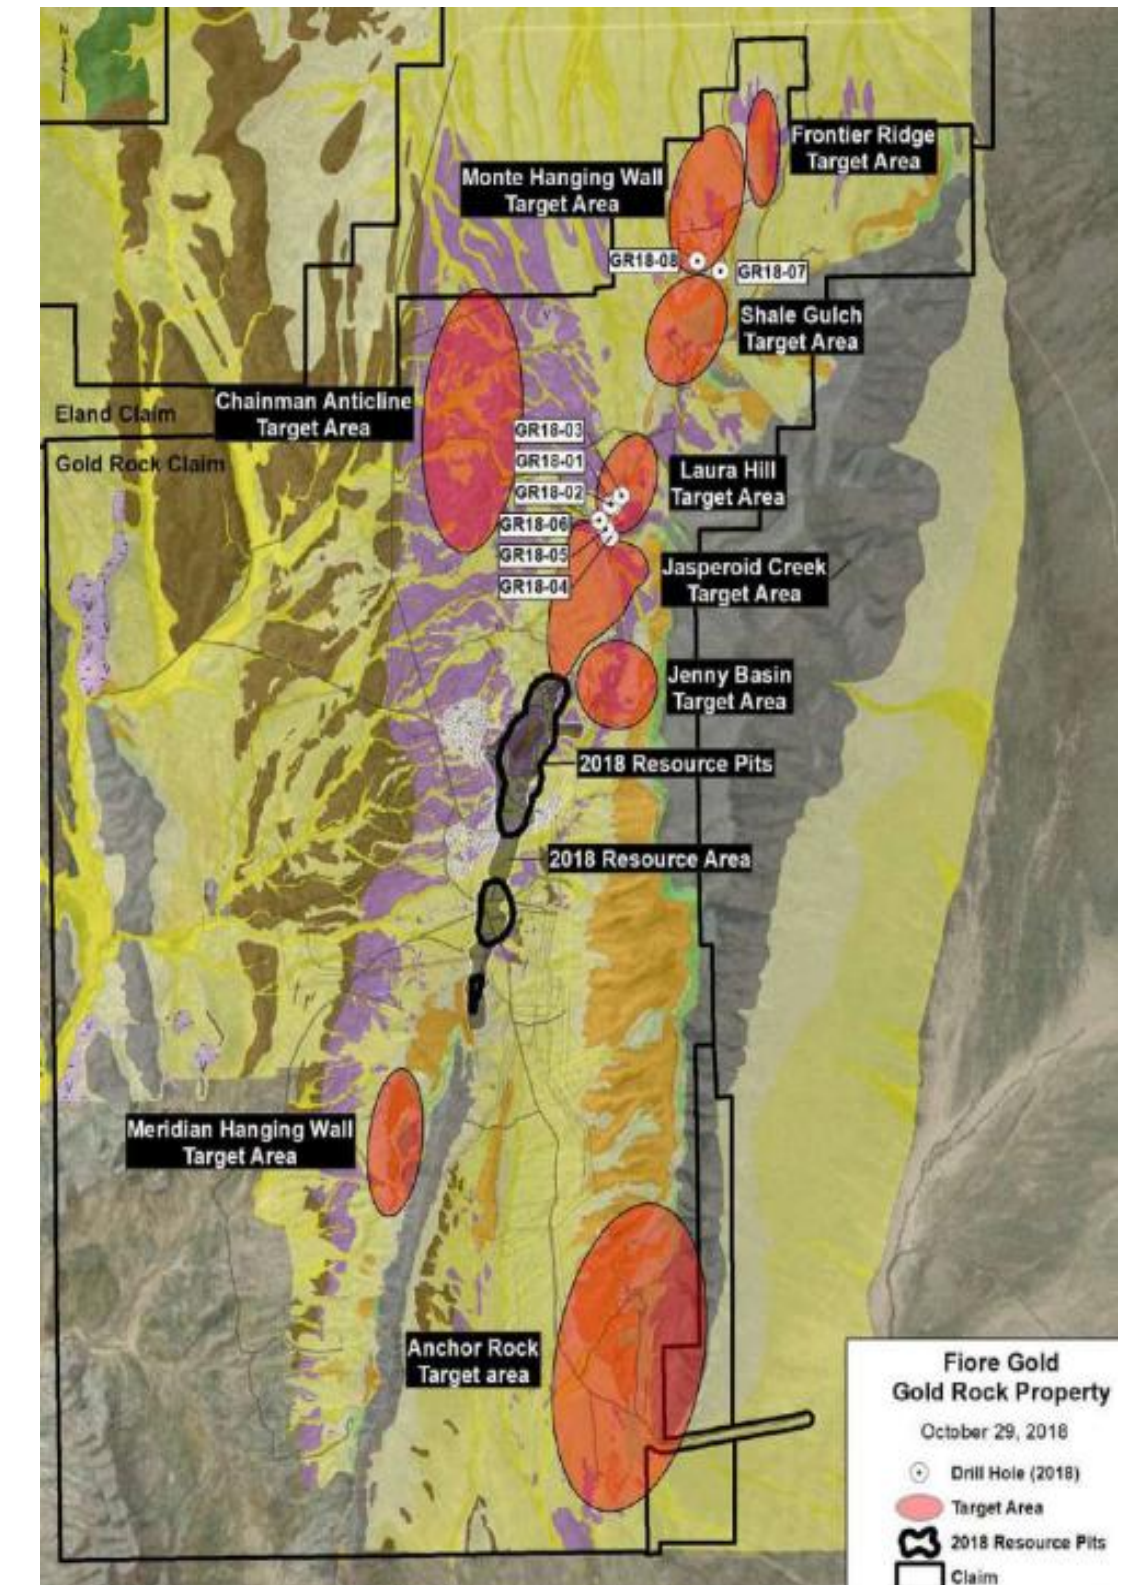 N
Frontier Ridge
Target Area
Monte Hanging Wall
Target Area
GR18-08
GR18-07
Shale Gulch
Target Area
Chainman Anticline
Target Area
Eland Claim
Gold Rock Claim
GR18-03
GR18-01
GR18-02
GR18-06
GR18-05
GR18-04
Laura Hill
Target Area
Jasperoid Creek
Target Area
Jenny Basin
Target Area
2018 Resource Pits
2018 Resource Area
Meridian Hanging Wall
Target Area
Anchor Rock
Target area
Fiore Gold
Gold Rock Property
October 29, 2018
Drill Hole (2018)
Target Area
2018 Resource Pits
Claim